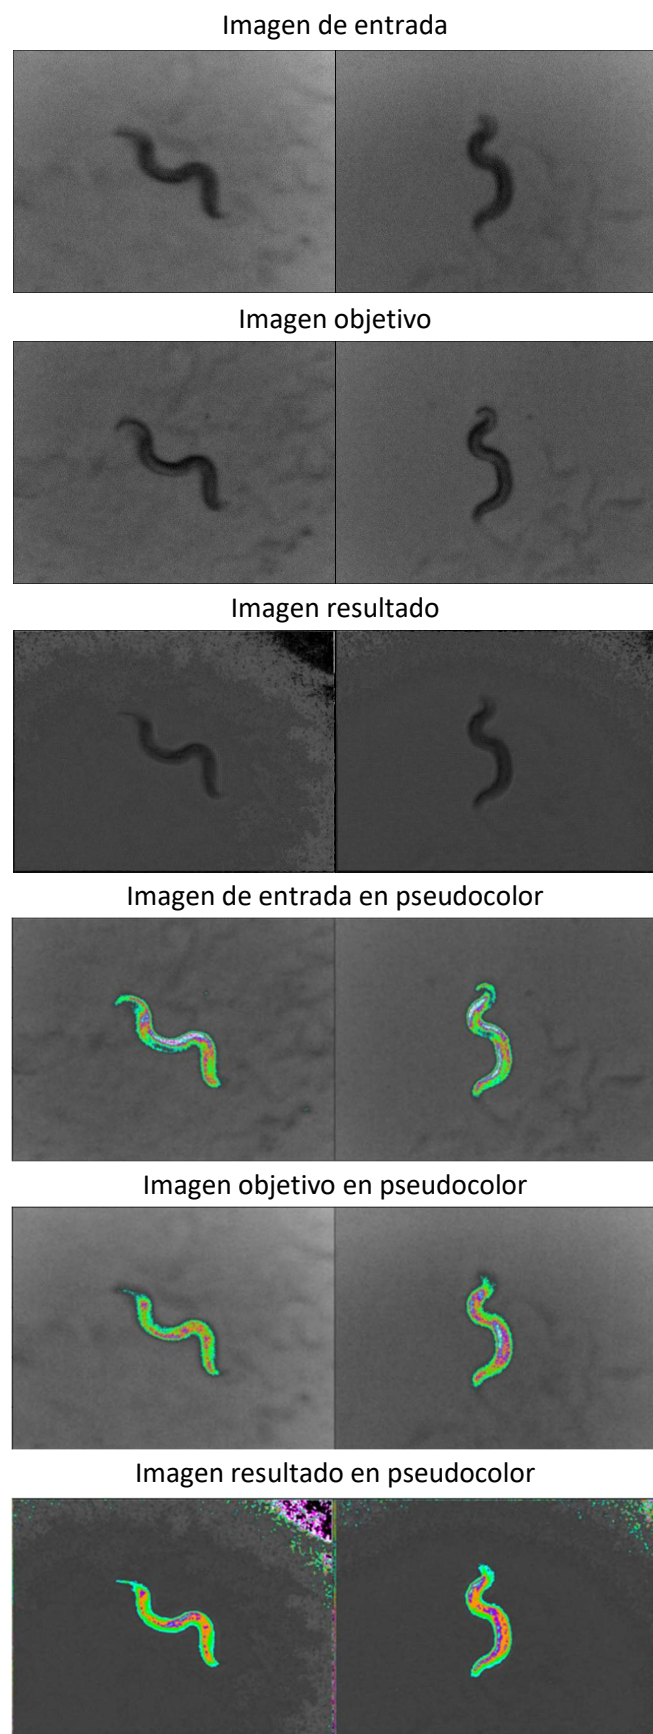 Imagen de entrada
Imagen objetivo
Imagen resultado
Imagen de entrada en pseudocolor
Imagen objetivo en pseudocolor
Imagen resultado en pseudocolor